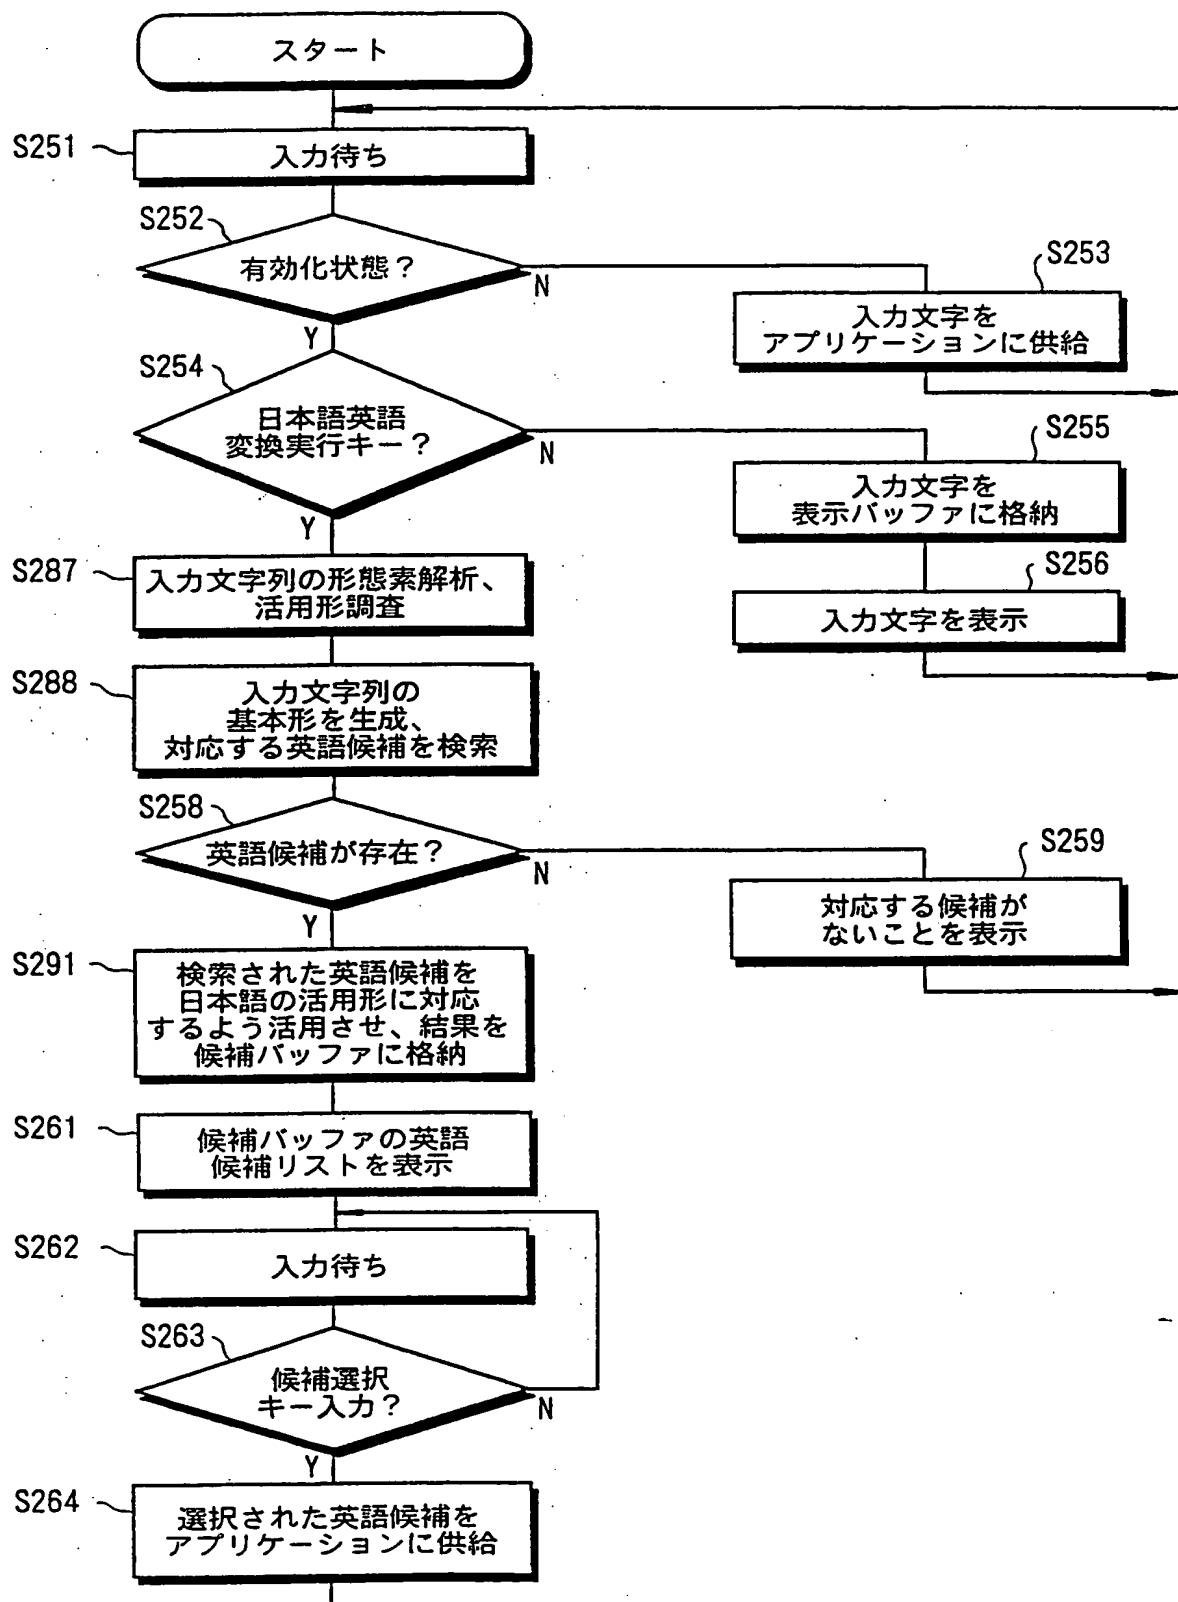 スタート
S251
入力待ち
S252
有効化状態？
N
Y
S253
入力文字を
アプリケーションに供給
S254
日本語英語
変換実行キー？
N
Y
S255
入力文字を
表示バッファに格納
S256
入力文字を表示
S287
入力文字列の形態素解析、
活用形調査
S288
入力文字列の
基本形を生成、
対応する英語候補を検索
S258
英語候補が存在？
N
Y
S259
対応する候補が
ないことを表示
S291
検索された英語候補を
日本語の活用形に対応
するよう活用させ、結果を
候補バッファに格納
S261
候補バッファの英語
候補リストを表示
S262
入力待ち
S263
候補選択
キー入力？
N
Y
S264
選択された英語候補を
アプリケーションに供給